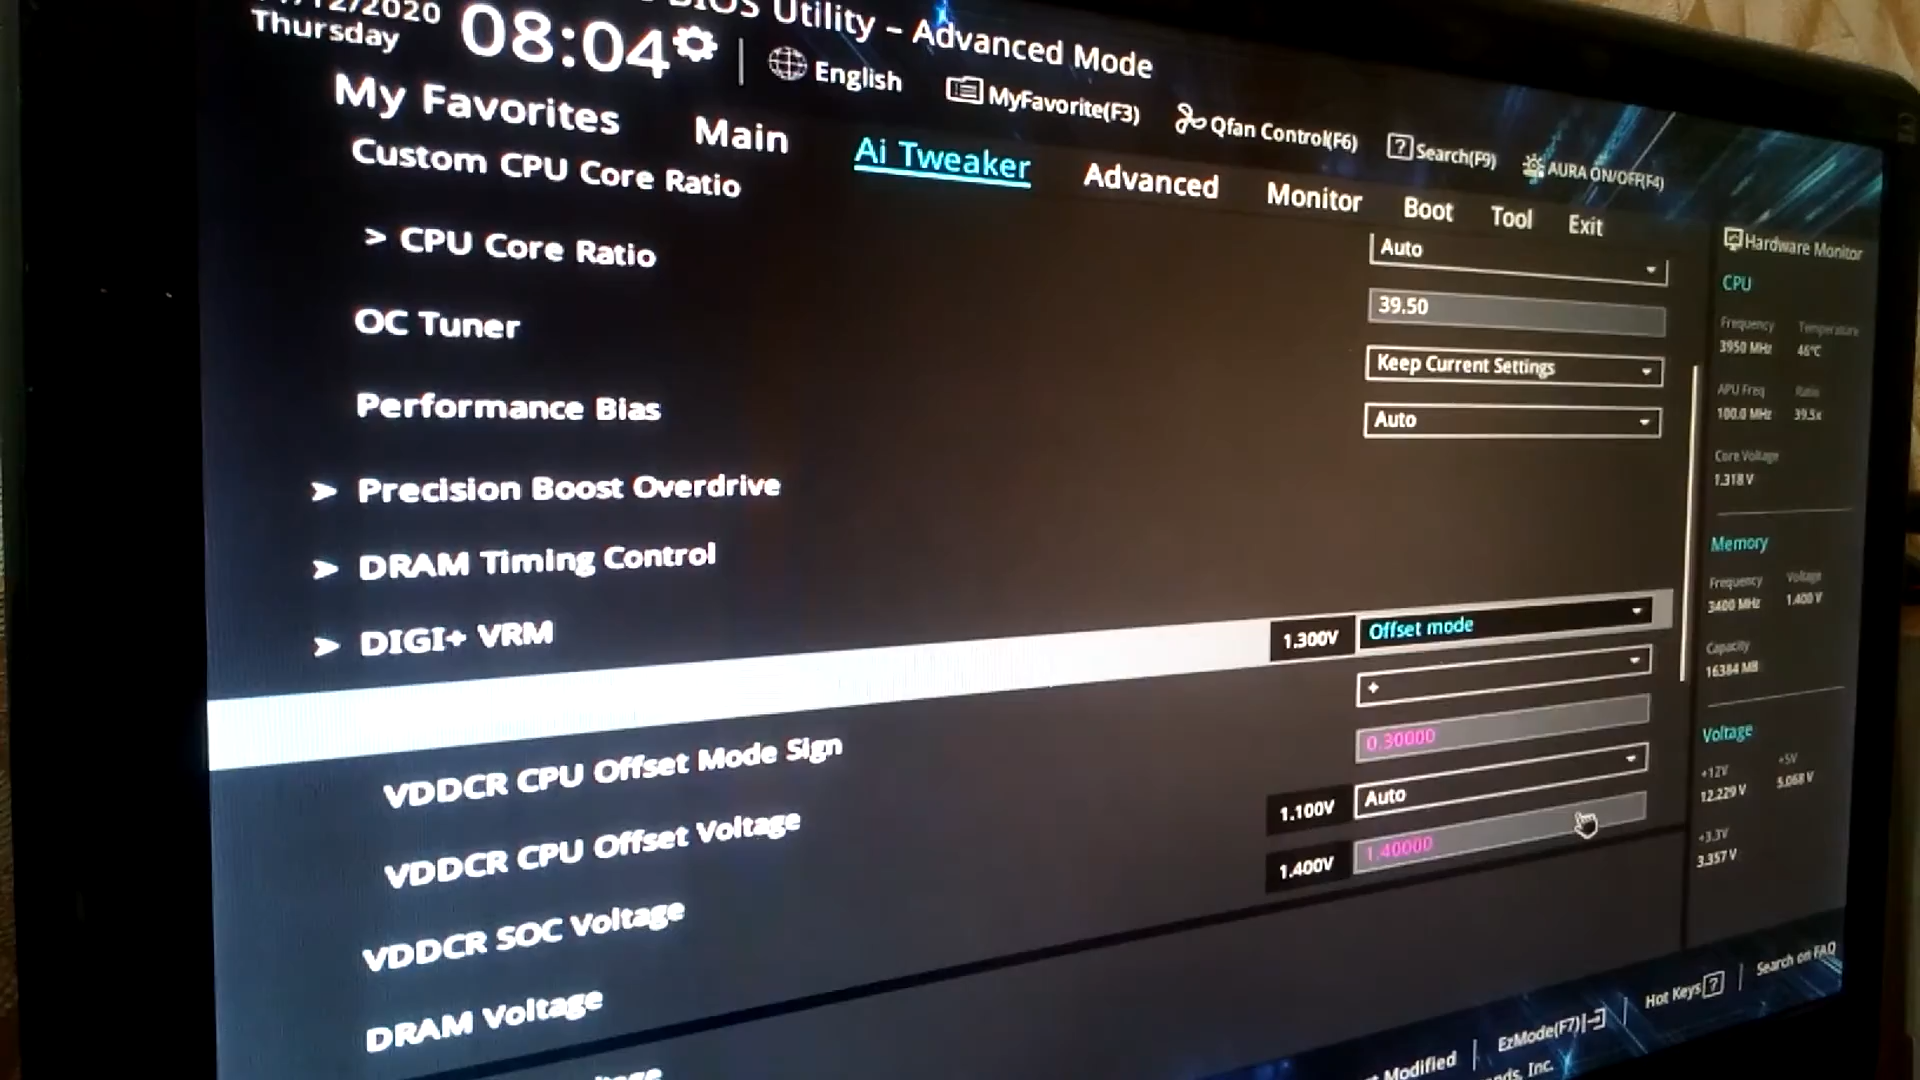 /12/2020
Thursday
08:04
BIOS Utility – Advanced Mode
English
MyFavorite(F3)
Qfan Control(F6)
? Search(F9)
AURA ON/OFF(F4)
My Favorites
Main
Ai Tweaker
Advanced
Monitor
Boot
Tool
Exit
Custom CPU Core Ratio
Auto
> CPU Core Ratio
39.50
OC Tuner
Keep Current Settings
Performance Bias
Auto
> Precision Boost Overdrive
> DRAM Timing Control
> DIGI+ VRM
1.300V
Offset mode
VDDCR CPU Offset Mode Sign
+
VDDCR CPU Offset Voltage
0.30000
VDDCR SOC Voltage
1.100V
Auto
DRAM Voltage
1.400V
1.40000
Hardware Monitor
CPU
Frequency Temperature
3950 MHz 46°C
APU Freq Ratio
100.0 MHz 39.5x
Core Voltage
1.318 V
Memory
Frequency Voltage
3400 MHz 1.400 V
Capacity
16384 MB
Voltage
+12V +5V
12.229 V 5.068 V
+3.3V
3.357 V
Modified
EzMode(F7)
Hot Keys ?
Search on FAQ
Inc.